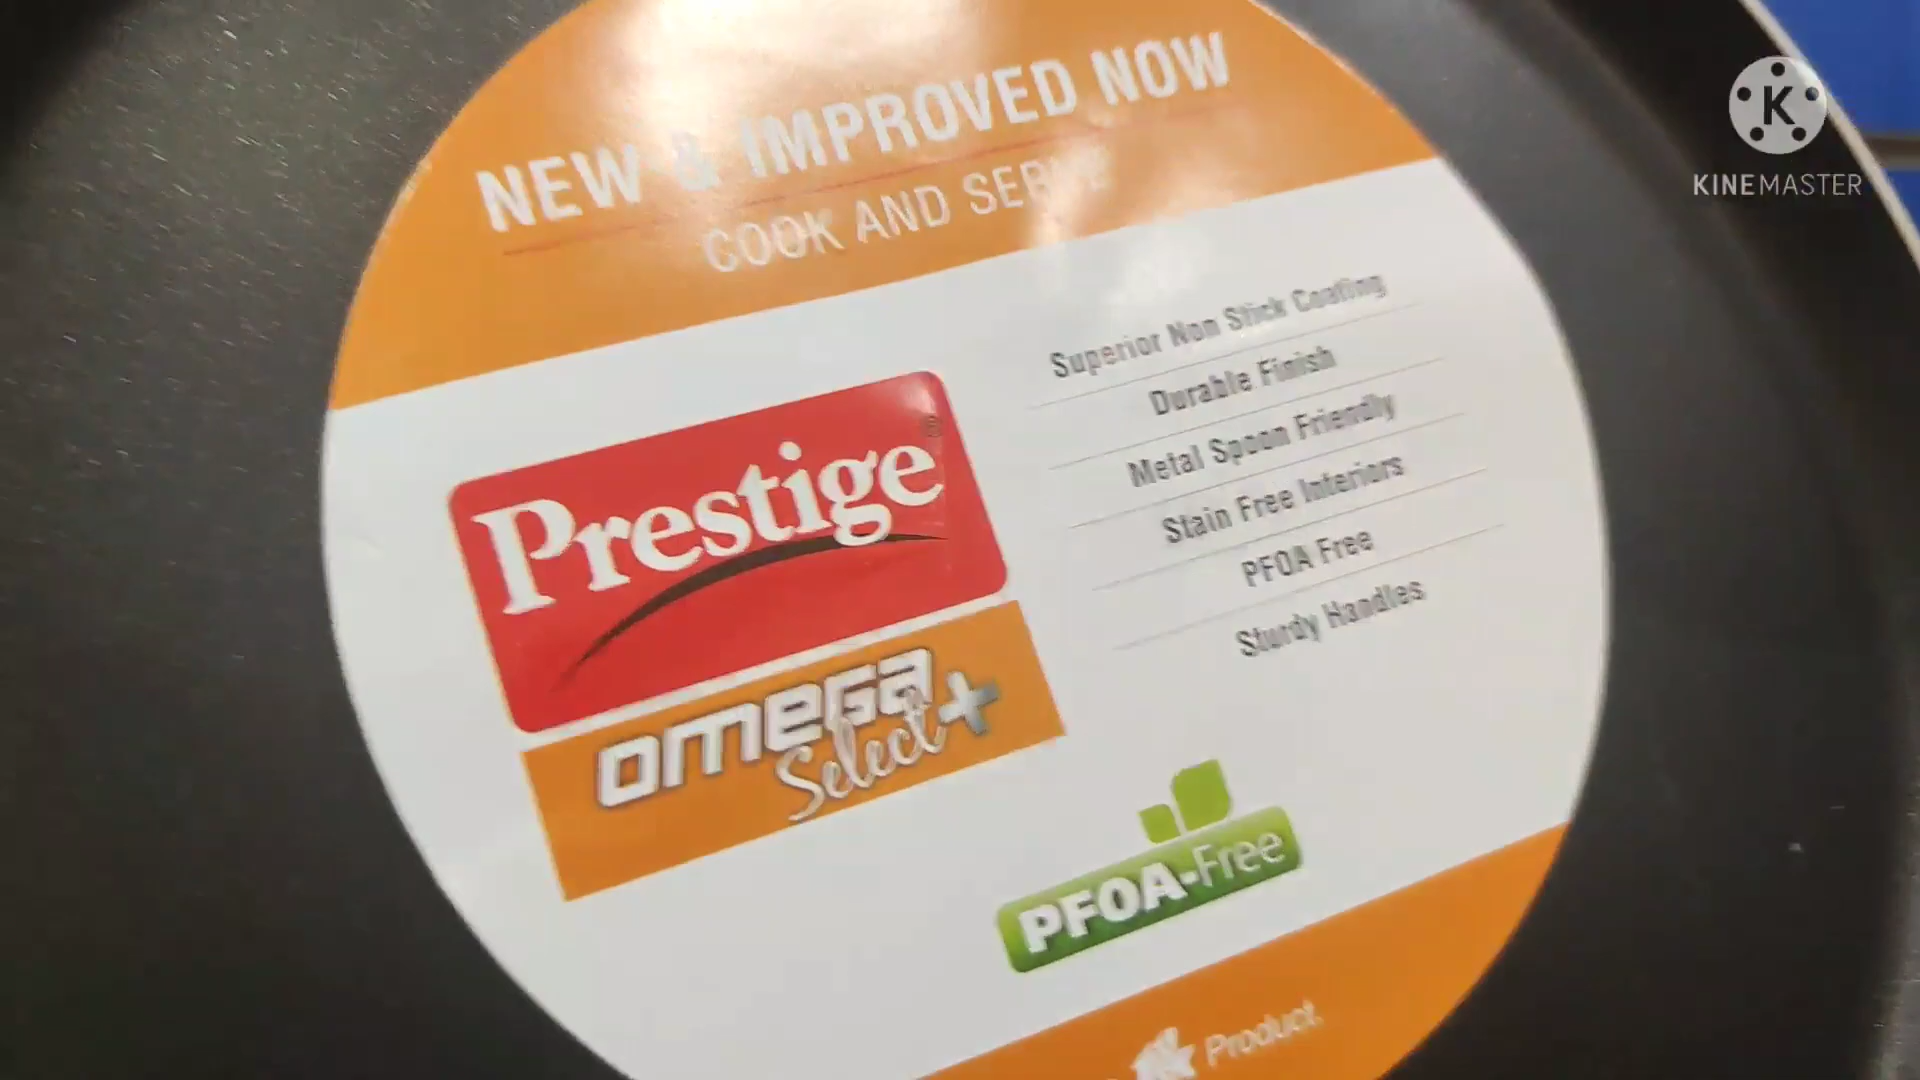 NEW & IMPROVED NOW
COOK AND SERVE
Superior Non Stick Coating
Durable Finish
Metal Spoon Friendly
Stain Free Interiors
PFOA Free
Sturdy Handles
Prestige®
omega
Select+
PFOA-Free
Product.
K
KINEMASTER